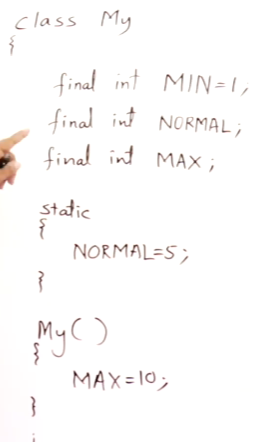 class My
{
final int MIN=1;
final int NORMAL;
final int MAX;
static
{
NORMAL=5;
}
My()
{
MAX=10;
}
: